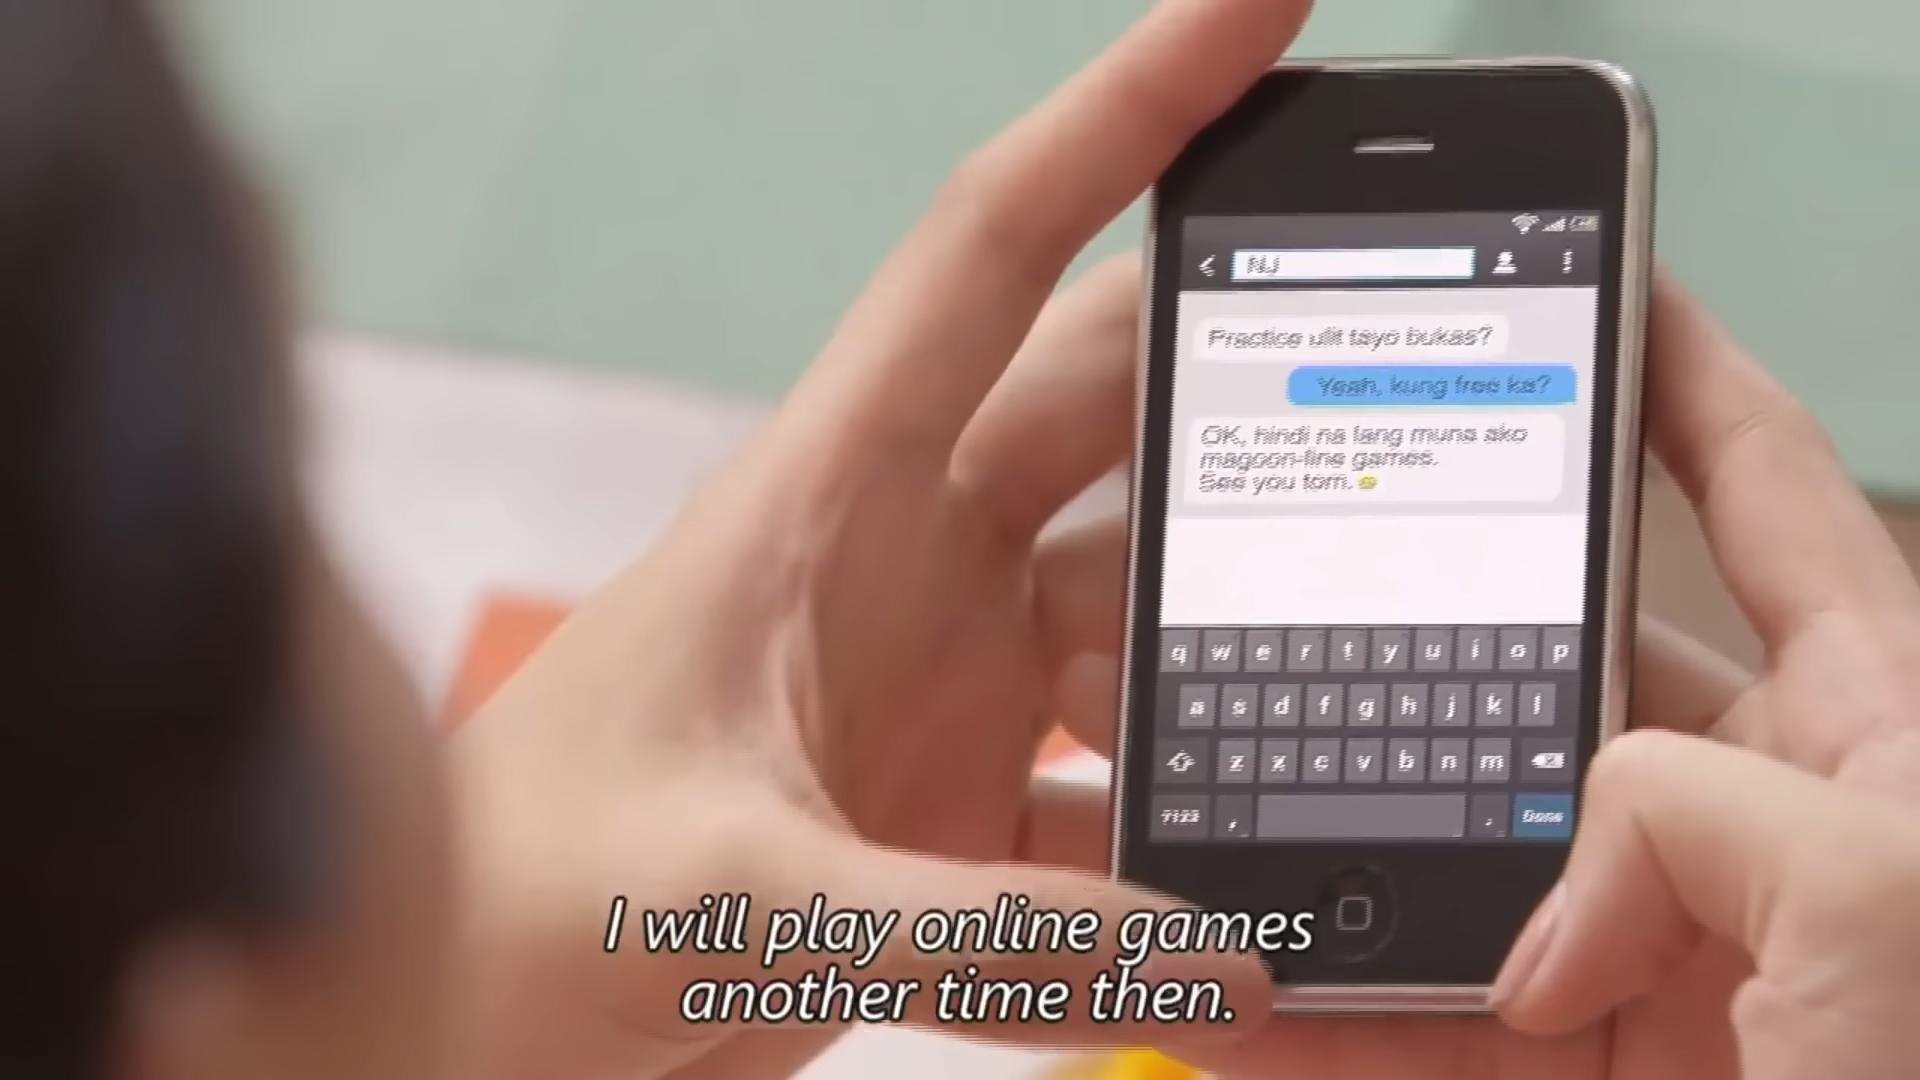 NJ
Practice ulit tayo bukas?
Yeah, kung free ka?
OK, hindi na lang muna ako
magoon-line games.
See you tom.
q w e r t y u i o p
a s d f g h j k l
z x c v b n m
?123 , . Done
I will play online games
another time then.